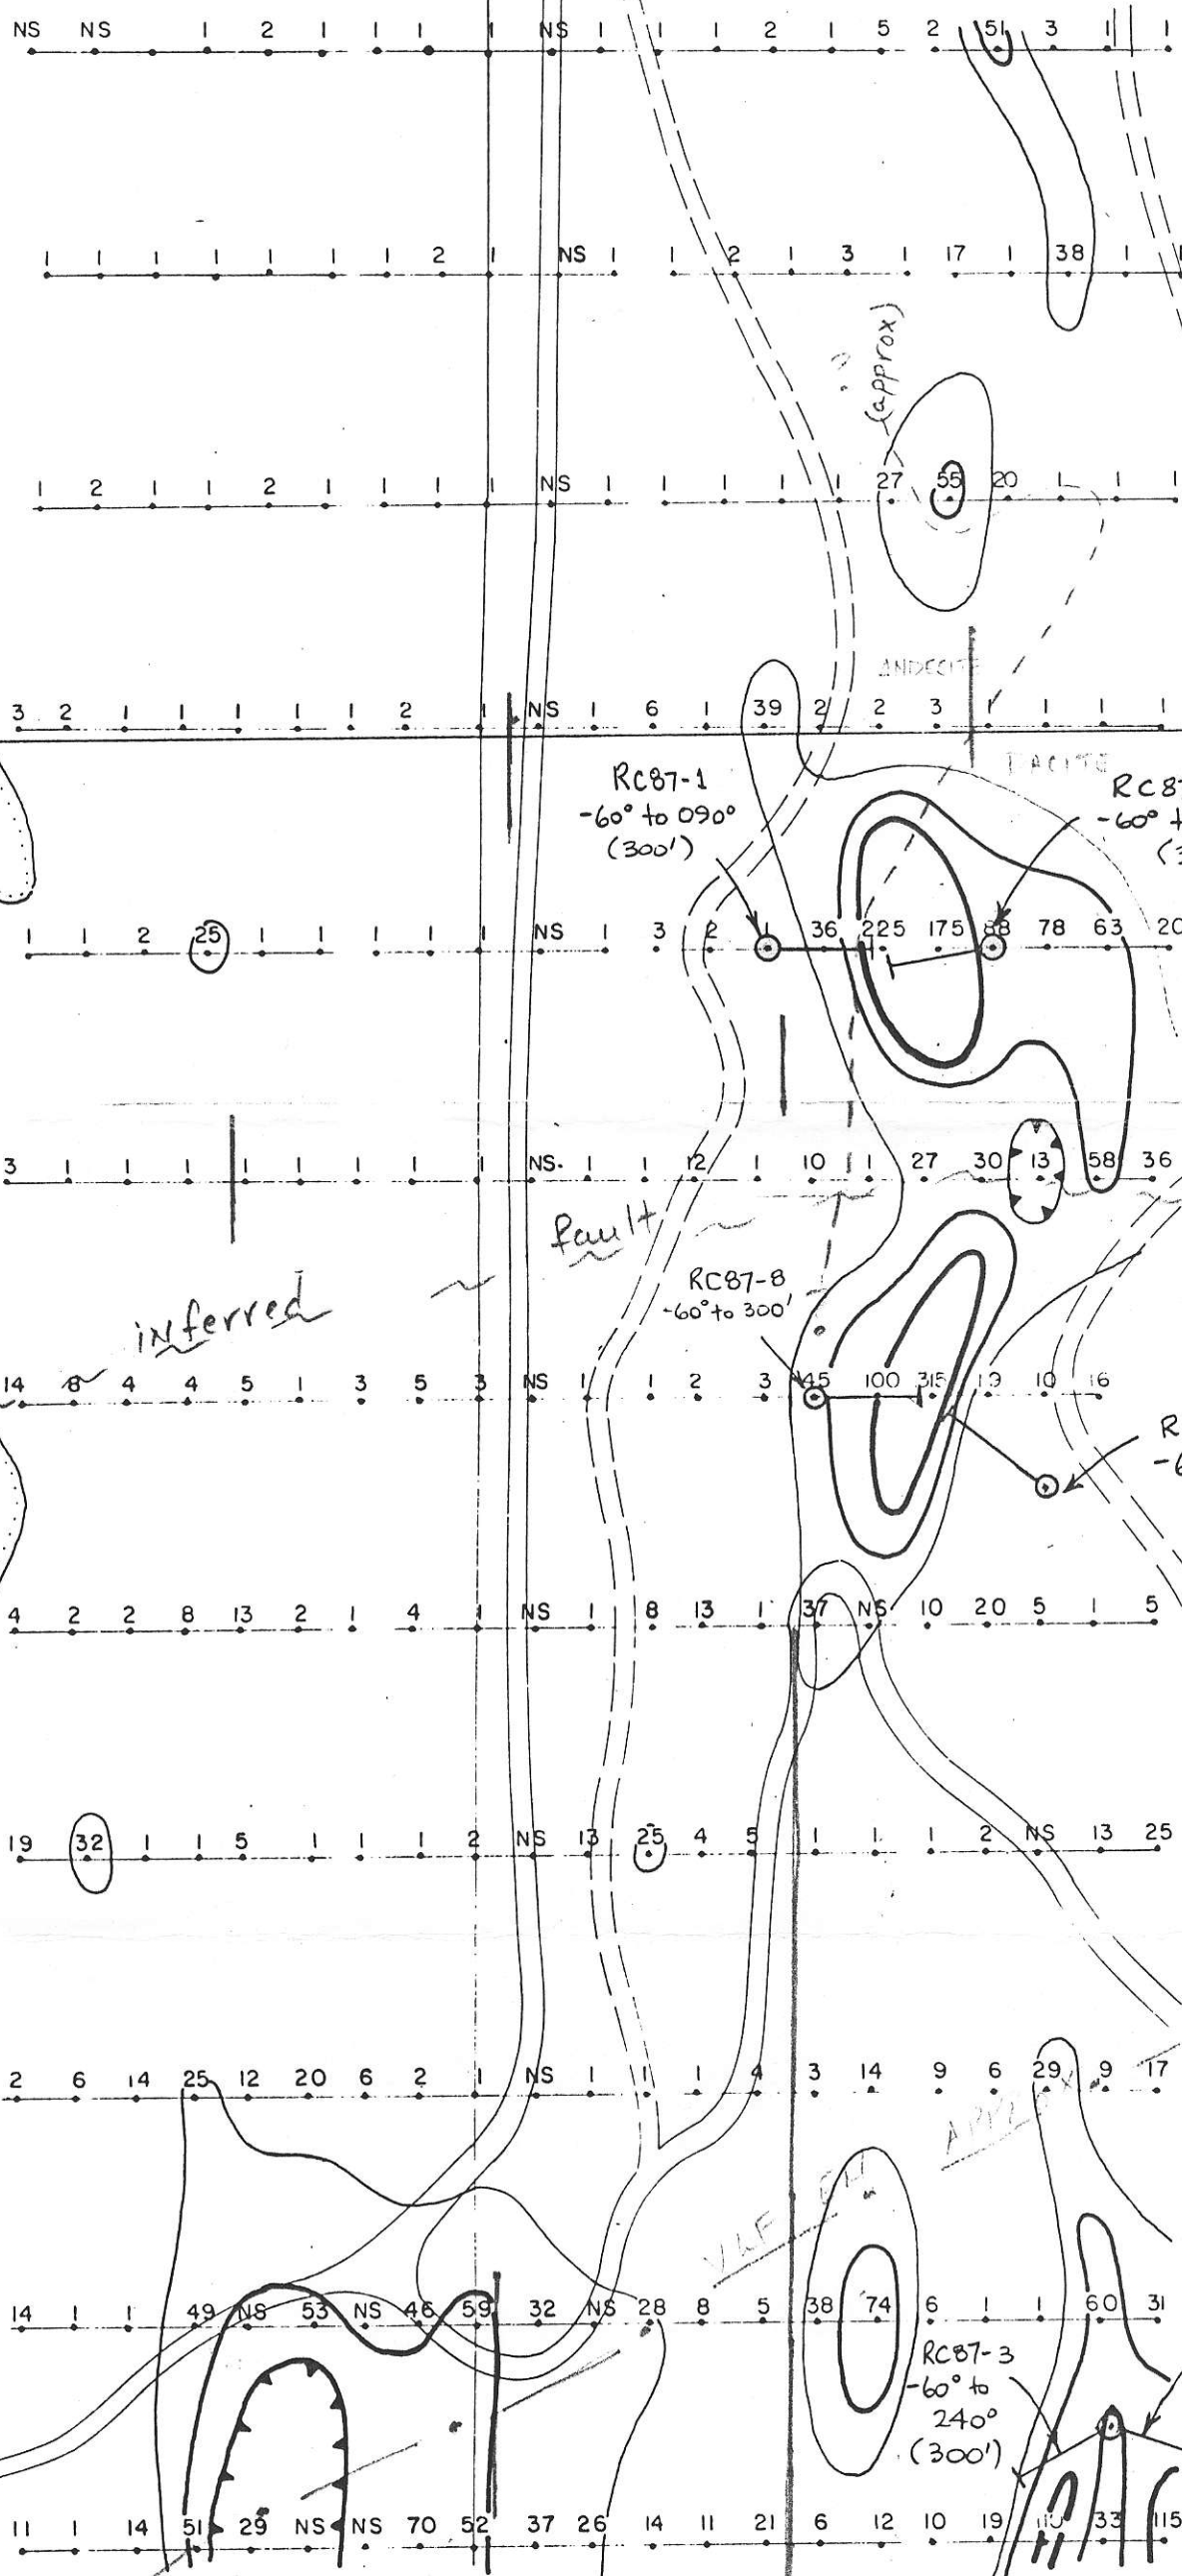 NS NS 1 2 1 1 1 1 NS 1 1 1 2 1 5 2 51 3 1 1
1 1 1 1 1 1 1 2 1 NS 1 1 2 1 3 1 17 1 38 1 1
(approx)
1 2 1 1 2 1 1 1 1 NS 1 1 1 1 1 27 55 20 1 1 1
ANDECITE
3 2 1 1 1 1 1 2 1 NS 1 6 1 39 2 2 3 1 1 1 1
DACITE
RC87-1
-60° to 090°
(300')
RC87
-60°
1 1 2 25 1 1 1 1 1 NS 1 3 2 1 36 225 175 88 78 63 20
3 1 1 1 1 1 1 1 1 NS 1 1 12 1 10 1 27 30 13 58 36
inferred fault
RC87-8
-60° to 300'
14 8 4 4 5 1 3 5 3 NS 1 1 2 3 45 100 315 19 10 16
R
-6
4 2 2 8 13 2 1 4 1 NS 1 8 13 1 37 NS 10 20 5 1 5
19 32 1 1 5 1 1 1 2 NS 13 25 4 5 1 1 1 2 NS 13 25
2 6 14 25 12 20 6 2 1 NS 1 1 1 4 3 14 9 6 29 9 17
APPROX
VLF EM
14 1 1 49 NS 53 NS 46 59 32 NS 28 8 5 38 74 6 1 1 60 31
RC87-3
-60° to
240°
(300')
11 1 14 51 29 NS NS 70 52 37 26 14 11 21 6 12 10 19 110 33 115